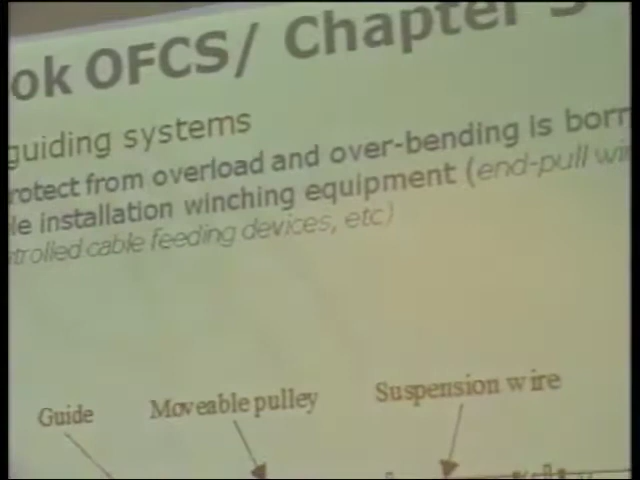 ok OFCS/ Chapter
guiding systems
rotect from overload and over-bending is born
le installation winching equipment (end-pull wi
trolled cable feeding devices, etc)
Guide
Moveable pulley
Suspension wire